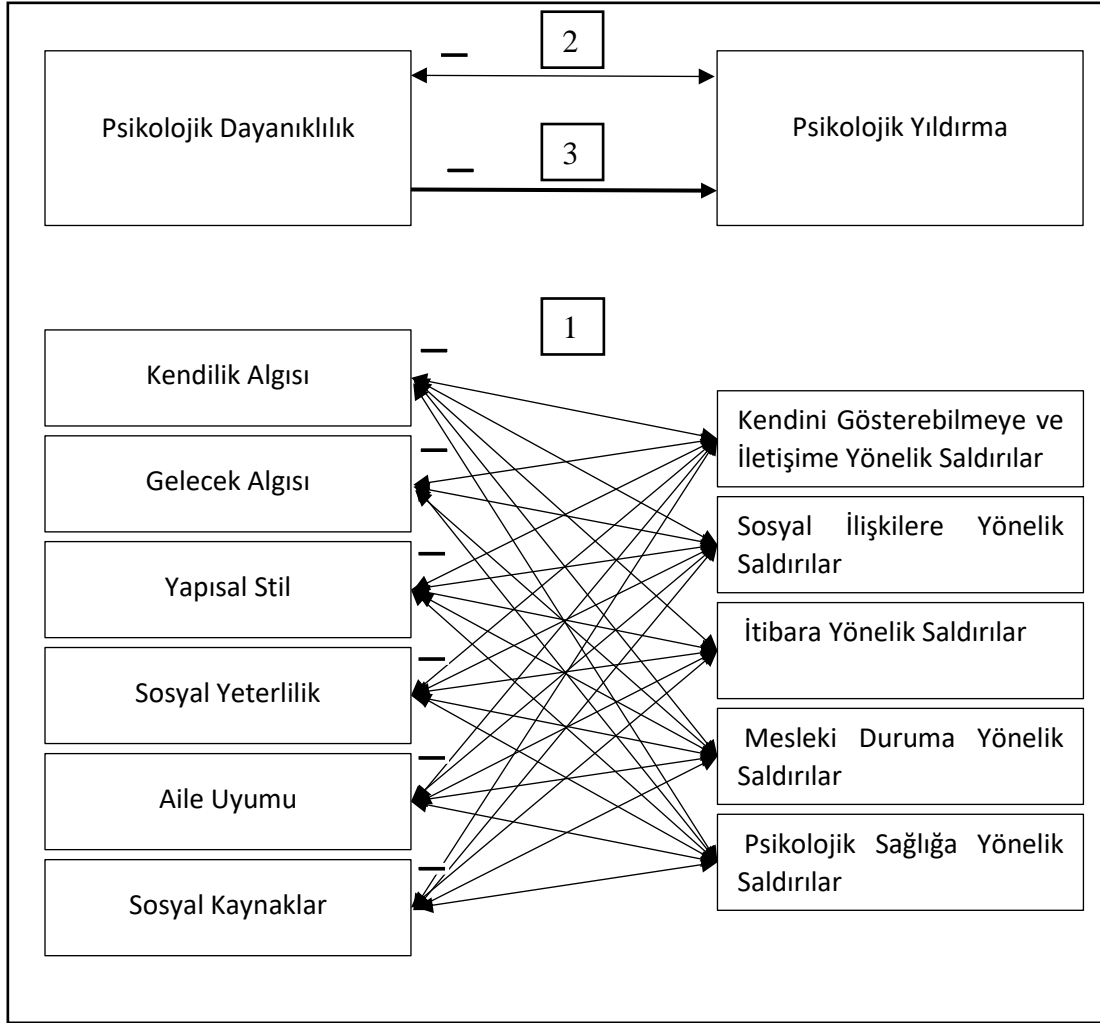 2
Psikolojik Dayanıklılık
Psikolojik Yıldırma
3
1
Kendilik Algısı
Gelecek Algısı
Yapısal Stil
Sosyal Yeterlilik
Aile Uyumu
Sosyal Kaynaklar
Kendini Gösterebilmeye ve
İletişime Yönelik Saldırılar
Sosyal İlişkilere Yönelik
Saldırılar
İtibara Yönelik Saldırılar
Mesleki Duruma Yönelik
Saldırılar
Psikolojik Sağlığa Yönelik
Saldırılar